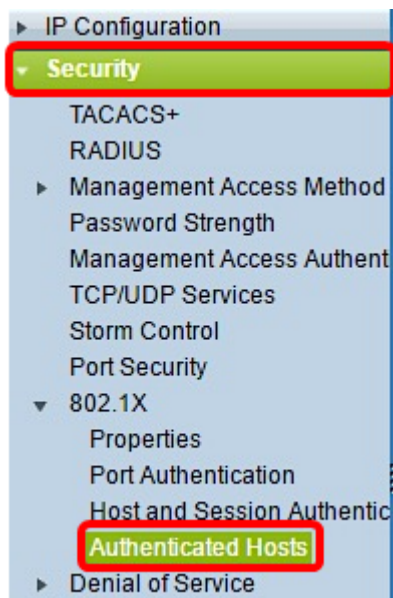 IP Configuration
Security
TACACS+
RADIUS
Management Access Method
Password Strength
Management Access Authent
TCP/UDP Services
Storm Control
Port Security
802.1X
Properties
Port Authentication
Host and Session Authentic
Authenticated Hosts
Denial of Service